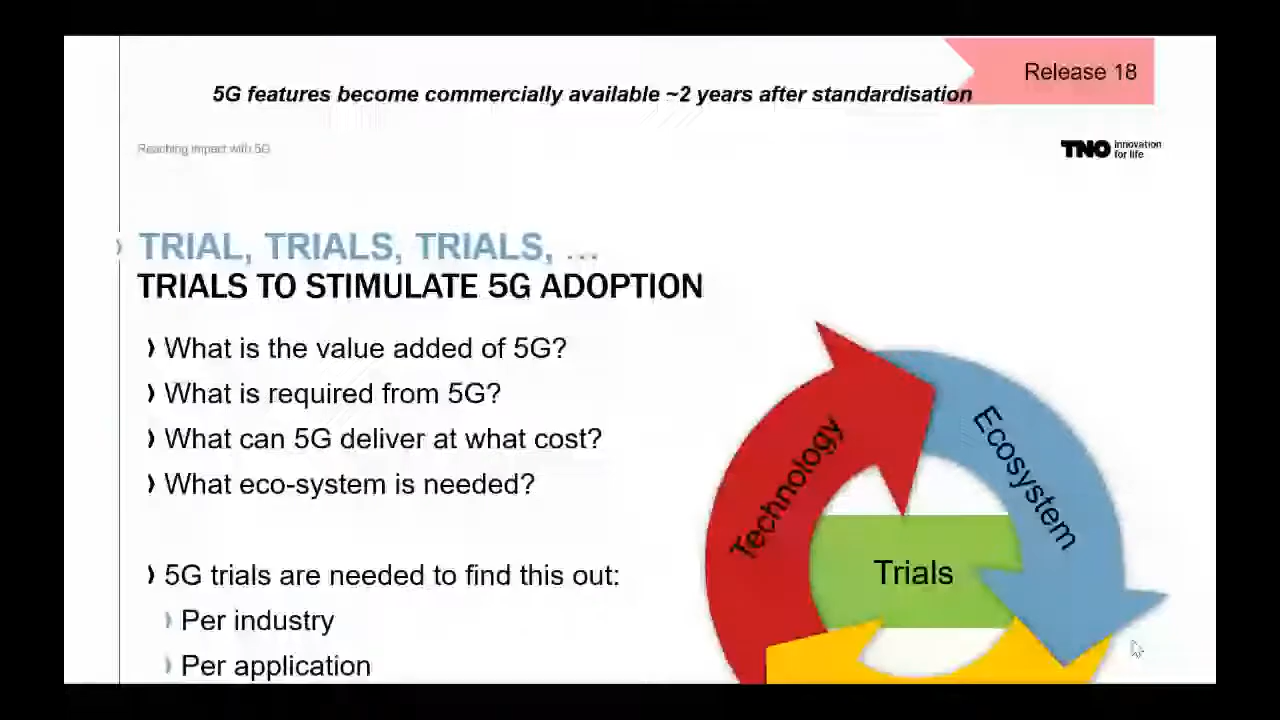 Release 18
5G features become commercially available ~2 years after standardisation
Reaching impact with 5G
TNO innovation
for life
TRIAL, TRIALS, TRIALS, ...
TRIALS TO STIMULATE 5G ADOPTION
What is the value added of 5G?
What is required from 5G?
What can 5G deliver at what cost?
What eco-system is needed?
5G trials are needed to find this out:
Per industry
Per application
Technology
Ecosystem
Trials